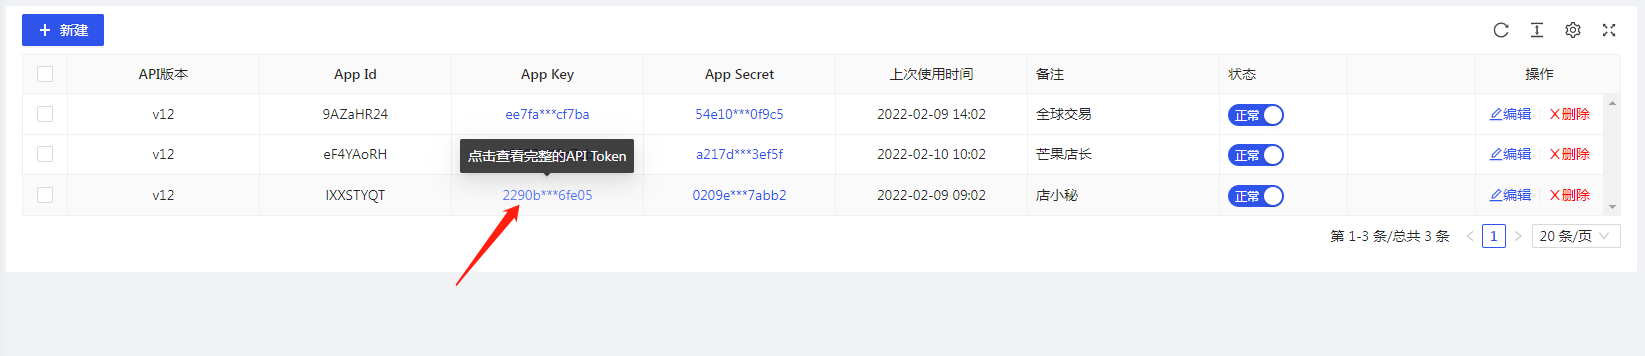 新建
API版本 App Id App Key App Secret 上次使用时间 备注 状态 操作
v12 9AZaHR24 ee7fa***cf7ba 54e10***0f9c5 2022-02-09 14:02 全球交易 正常 编辑 删除
v12 eF4YAoRH a217d***3ef5f 2022-02-10 10:02 芒果店长 正常 编辑 删除
点击查看完整的API Token
v12 IXXSTYQT 2290b***6fe05 0209e***7abb2 2022-02-09 09:02 店小秘 正常 编辑 删除
第 1-3 条/总共 3 条 < 1 > 20 条/页